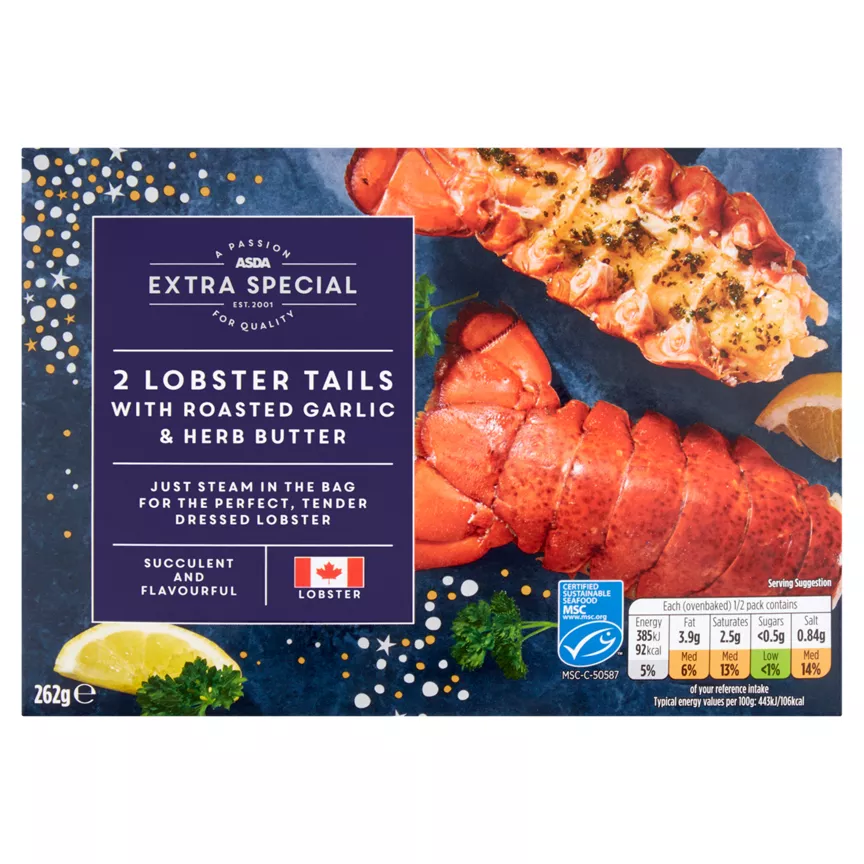 A PASSION
ASDA
EXTRA SPECIAL
EST. 2001
FOR QUALITY
2 LOBSTER TAILS
WITH ROASTED GARLIC
& HERB BUTTER
JUST STEAM IN THE BAG
FOR THE PERFECT, TENDER
DRESSED LOBSTER
SUCCULENT
AND
FLAVOURFUL
LOBSTER
262g e
CERTIFIED
SUSTAINABLE
SEAFOOD
MSC
www.msc.org
MSC-C-50587
Serving Suggestion
Each (ovenbaked) 1/2 pack contains
Energy Fat Saturates Sugars Salt
385kJ 3.9g 2.5g <0.5g 0.84g
92kcal Med Med Low Med
5% 6% 13% <1% 14%
of your reference intake
Typical energy values per 100g: 443kJ/106kcal